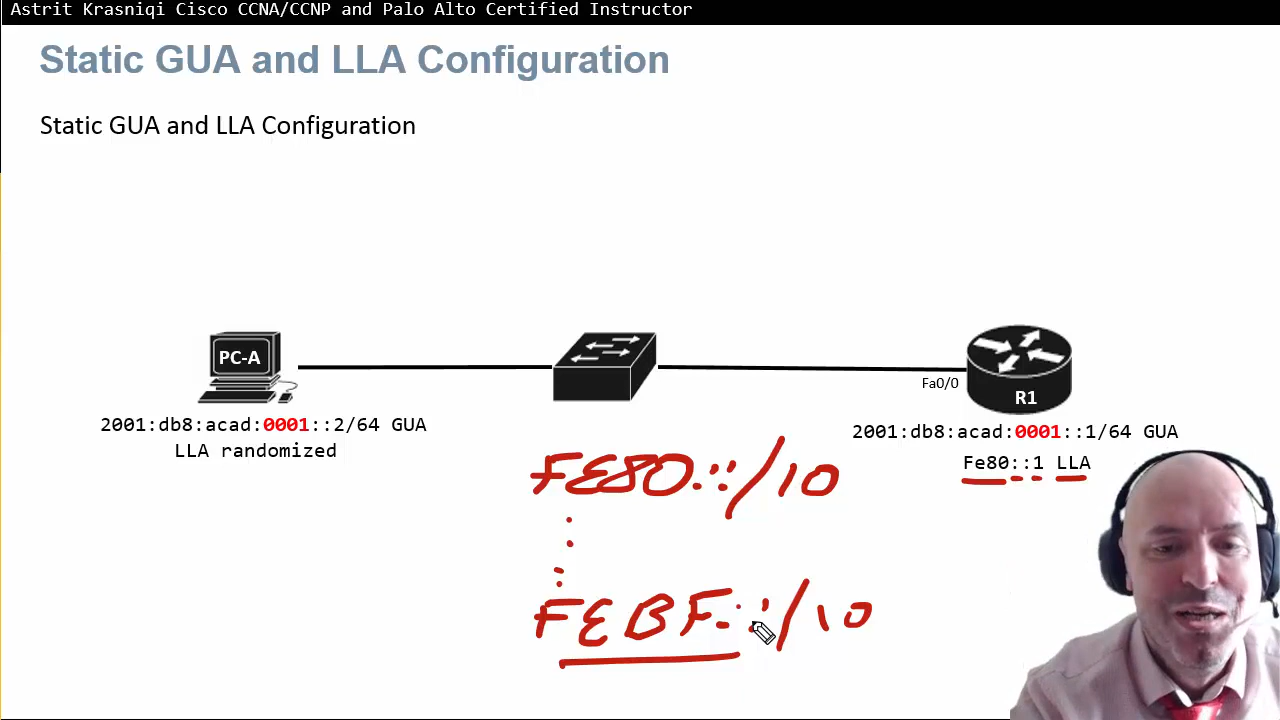 Astrit Krasniqi Cisco CCNA/CCNP and Palo Alto Certified Instructor
Static GUA and LLA Configuration
Static GUA and LLA Configuration
PC-A
Fa0/0
R1
2001:db8:acad:0001::2/64 GUA
LLA randomized
2001:db8:acad:0001::1/64 GUA
Fe80::1 LLA
FE80::/10
FEBF::/10